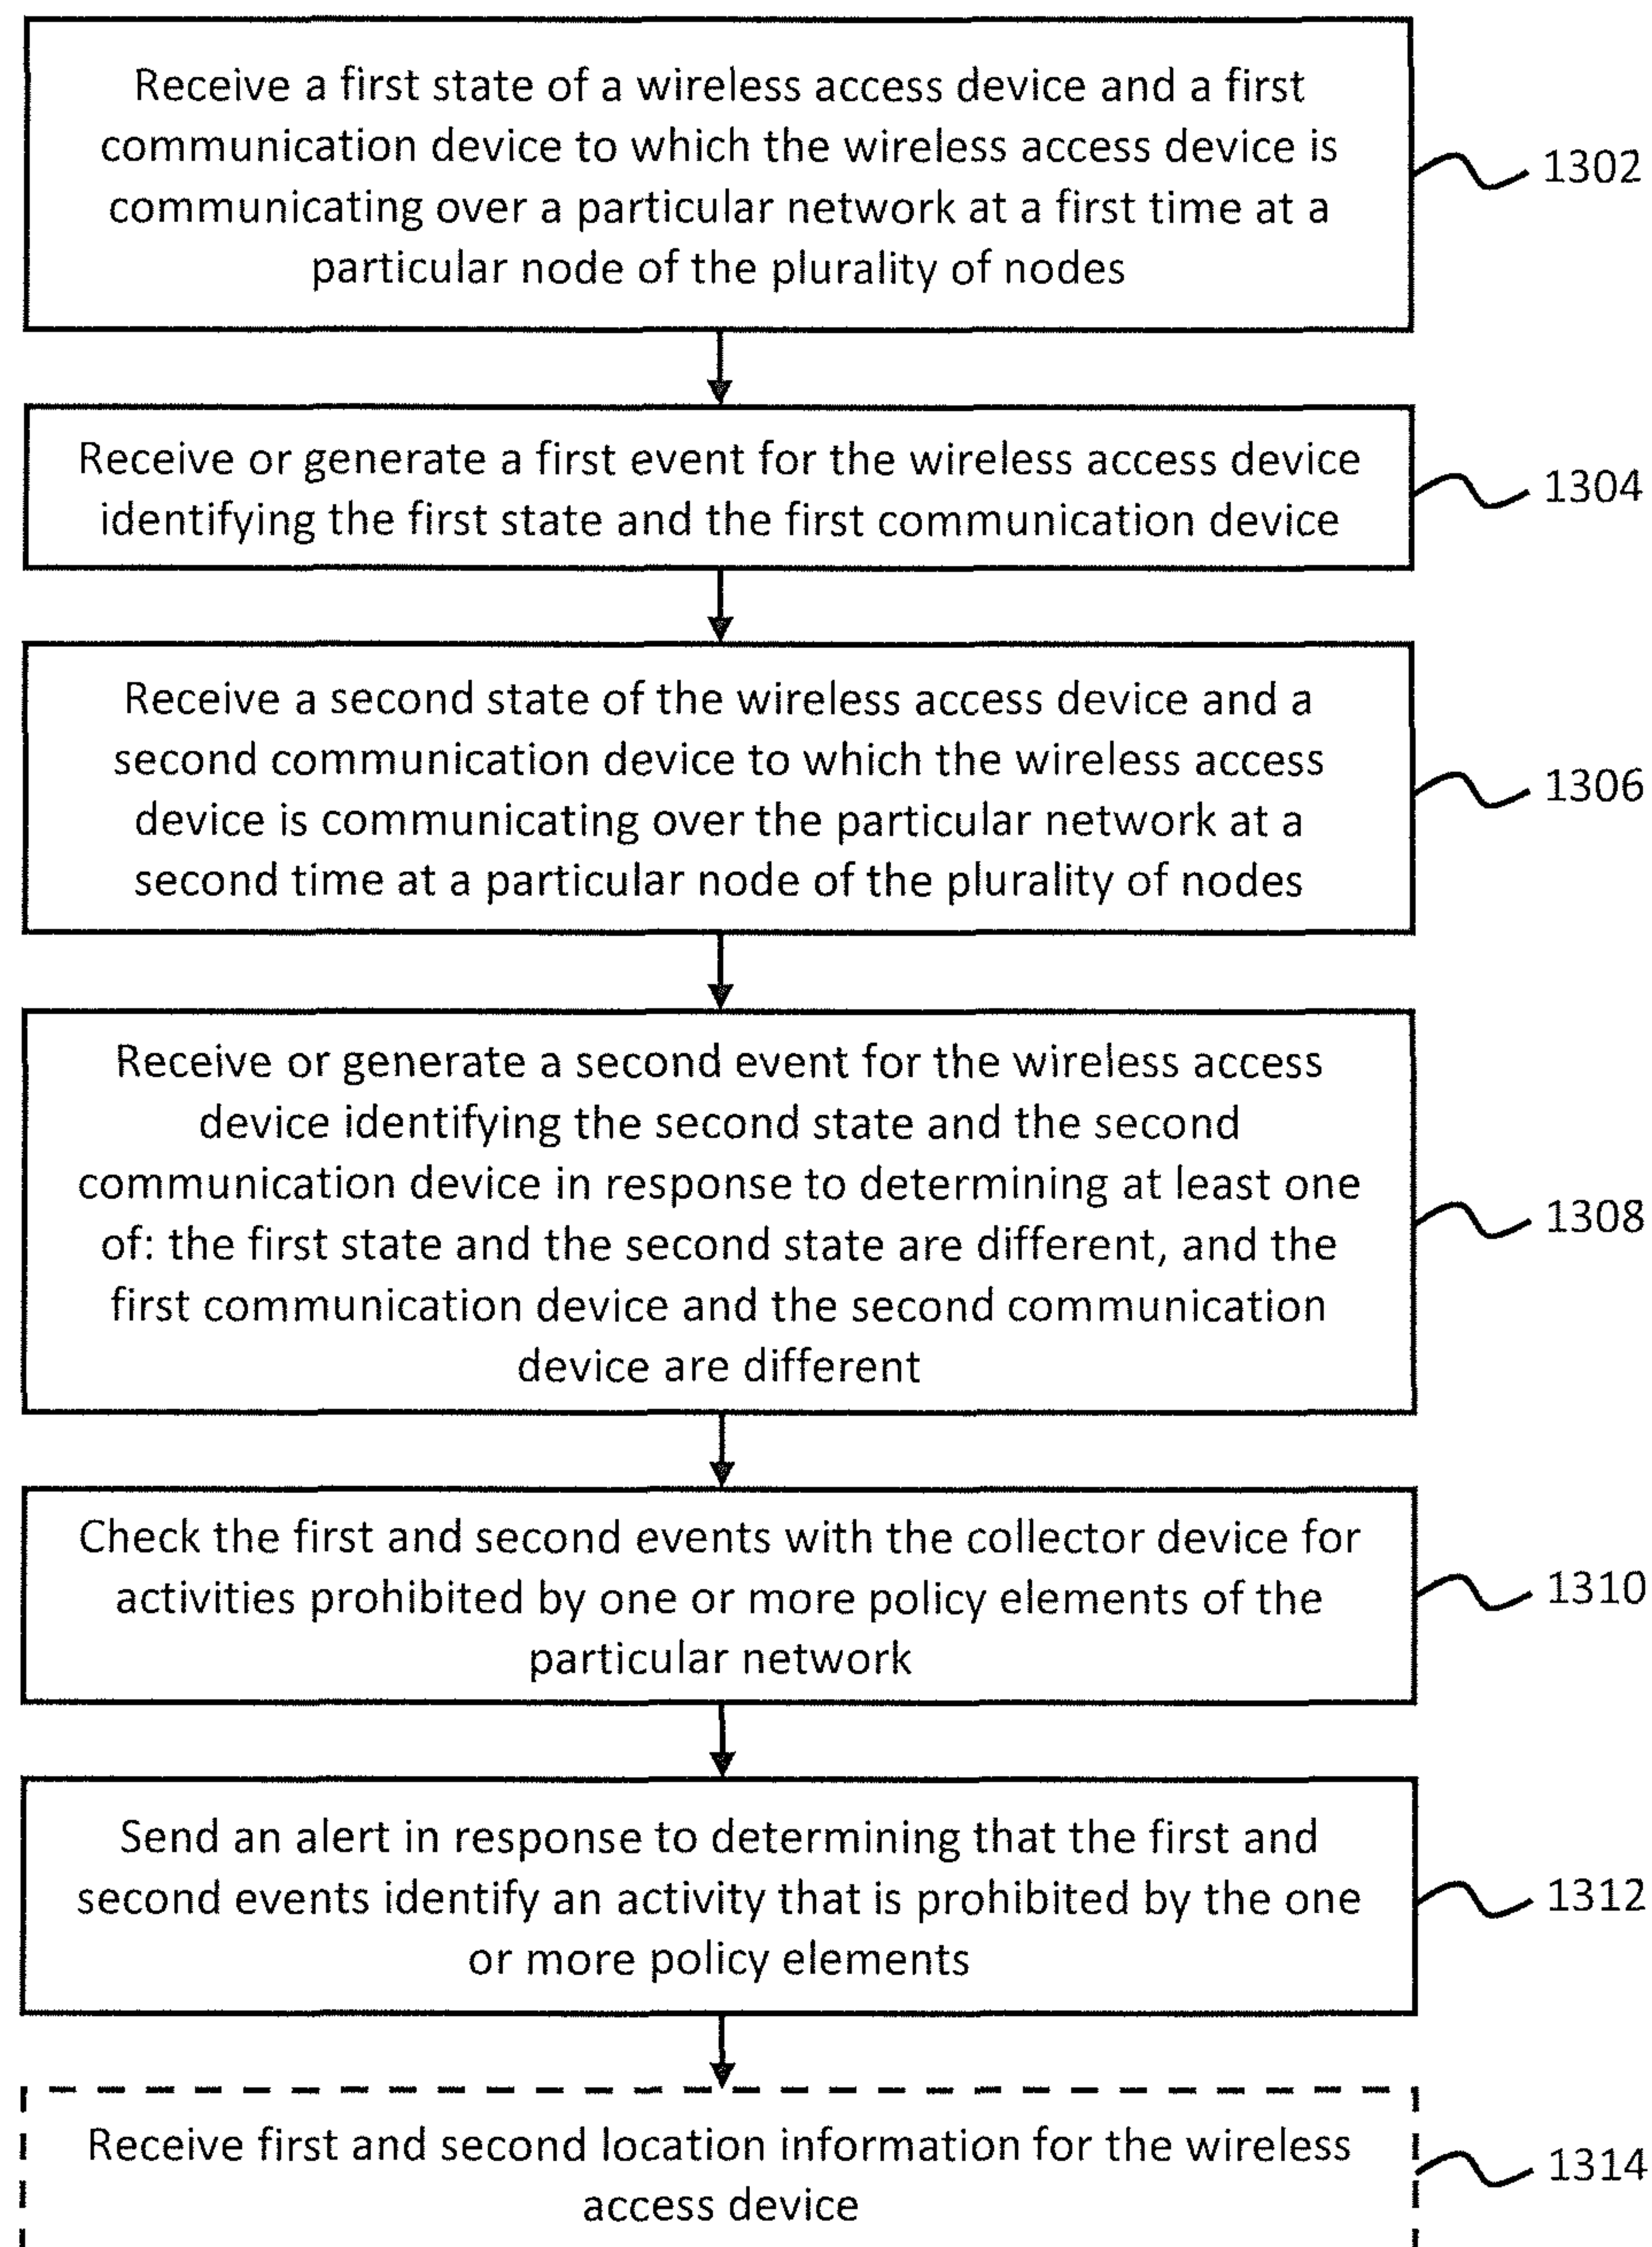 Receive a first state of a wireless access device and a first
communication device to which the wireless access device is
communicating over a particular network at a first time at a
particular node of the plurality of nodes
1302
Receive or generate a first event for the wireless access device
identifying the first state and the first communication device
1304
Receive a second state of the wireless access device and a
second communication device to which the wireless access
device is communicating over the particular network at a
second time at a particular node of the plurality of nodes
1306
Receive or generate a second event for the wireless access
device identifying the second state and the second
communication device in response to determining at least one
of: the first state and the second state are different, and the
first communication device and the second communication
device are different
1308
Check the first and second events with the collector device for
activities prohibited by one or more policy elements of the
particular network
1310
Send an alert in response to determining that the first and
second events identify an activity that is prohibited by the one
or more policy elements
1312
Receive first and second location information for the wireless
access device
1314